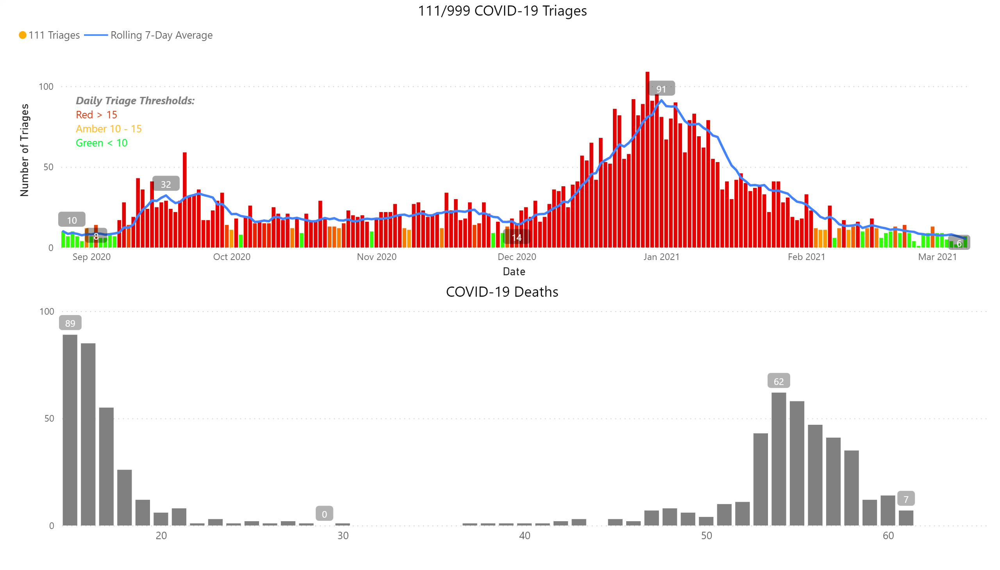 111/999 COVID-19 Triages
111 Triages Rolling 7-Day Average
Number of Triages
100
50
0
Daily Triage Thresholds:
Red > 15
Amber 10 - 15
Green < 10
10
8
32
14
91
6
Sep 2020 Oct 2020 Nov 2020 Dec 2020 Jan 2021 Feb 2021 Mar 2021
Date
COVID-19 Deaths
100
50
0
89
0
62
7
20 30 40 50 60